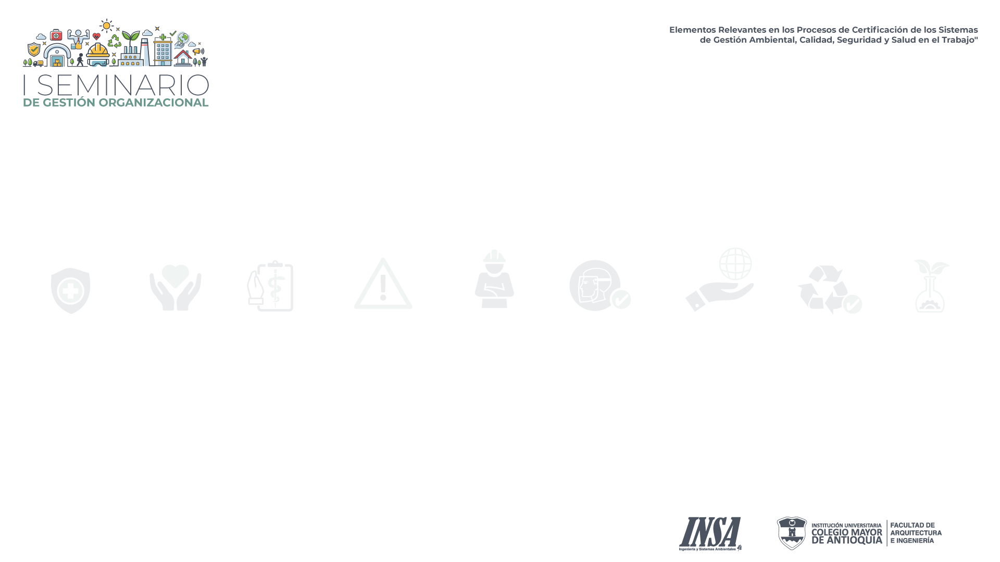 Elementos Relevantes en los Procesos de Certificación de los Sistemas
de Gestión Ambiental, Calidad, Seguridad y Salud en el Trabajo"
I SEMINARIO
DE GESTIÓN ORGANIZACIONAL
INSA
Ingeniería y Sistemas Ambientales
INSTITUCIÓN UNIVERSITARIA
COLEGIO MAYOR
DE ANTIOQUIA
FACULTAD DE
ARQUITECTURA
E INGENIERÍA